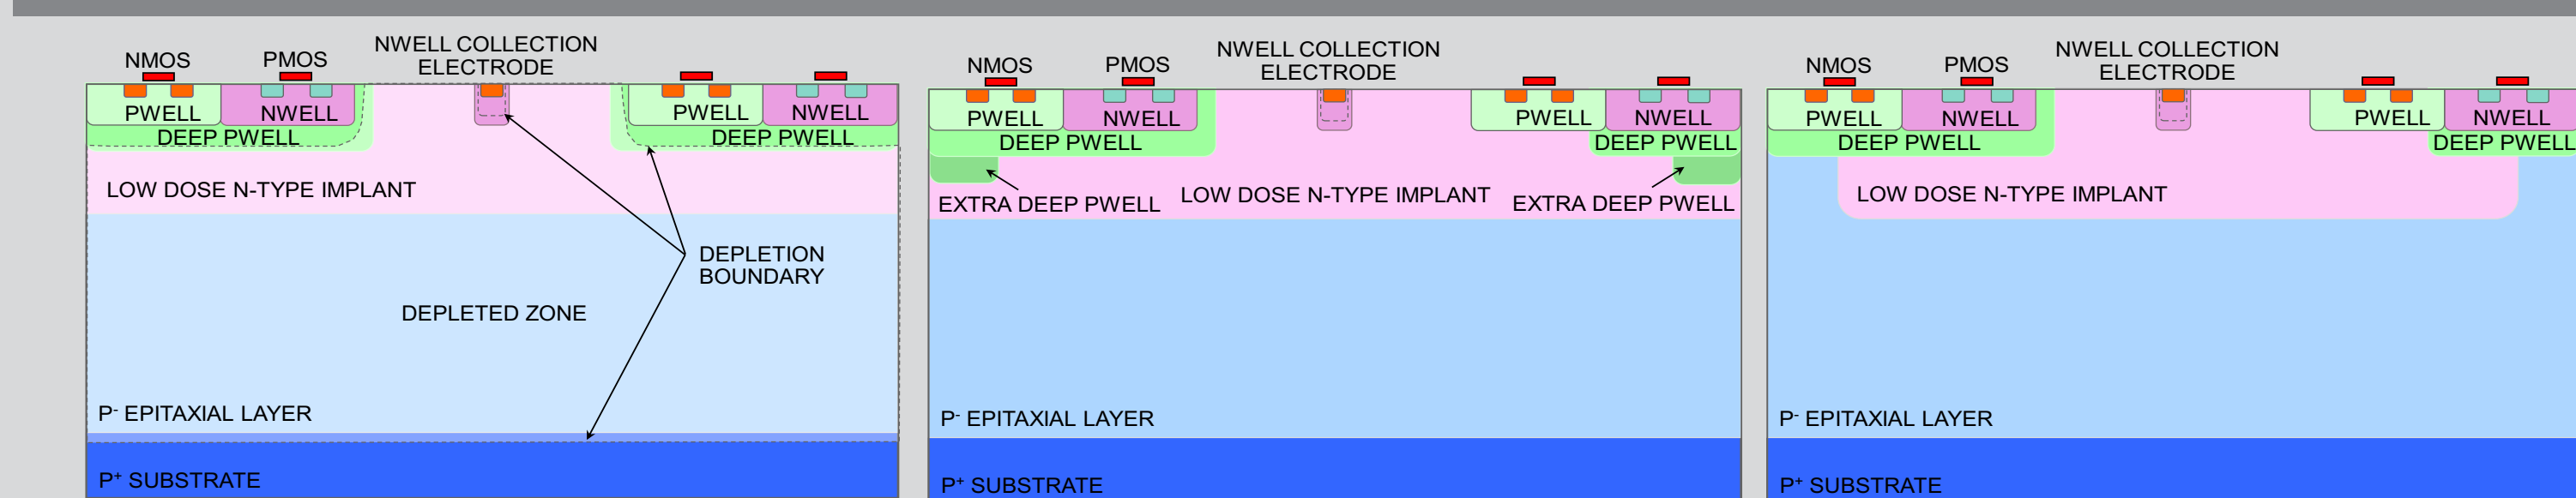 NMOS
PMOS
NWELL COLLECTION
ELECTRODE
PWELL
NWELL
PWELL
NWELL
DEEP PWELL
DEEP PWELL
LOW DOSE N-TYPE IMPLANT
DEPLETION
BOUNDARY
DEPLETED ZONE
P- EPITAXIAL LAYER
P+ SUBSTRATE
NMOS
PMOS
NWELL COLLECTION
ELECTRODE
PWELL
NWELL
PWELL
NWELL
DEEP PWELL
DEEP PWELL
LOW DOSE N-TYPE IMPLANT
EXTRA DEEP PWELL
EXTRA DEEP PWELL
P- EPITAXIAL LAYER
P+ SUBSTRATE
NMOS
PMOS
NWELL COLLECTION
ELECTRODE
PWELL
NWELL
PWELL
NWELL
DEEP PWELL
DEEP PWELL
LOW DOSE N-TYPE IMPLANT
P- EPITAXIAL LAYER
P+ SUBSTRATE